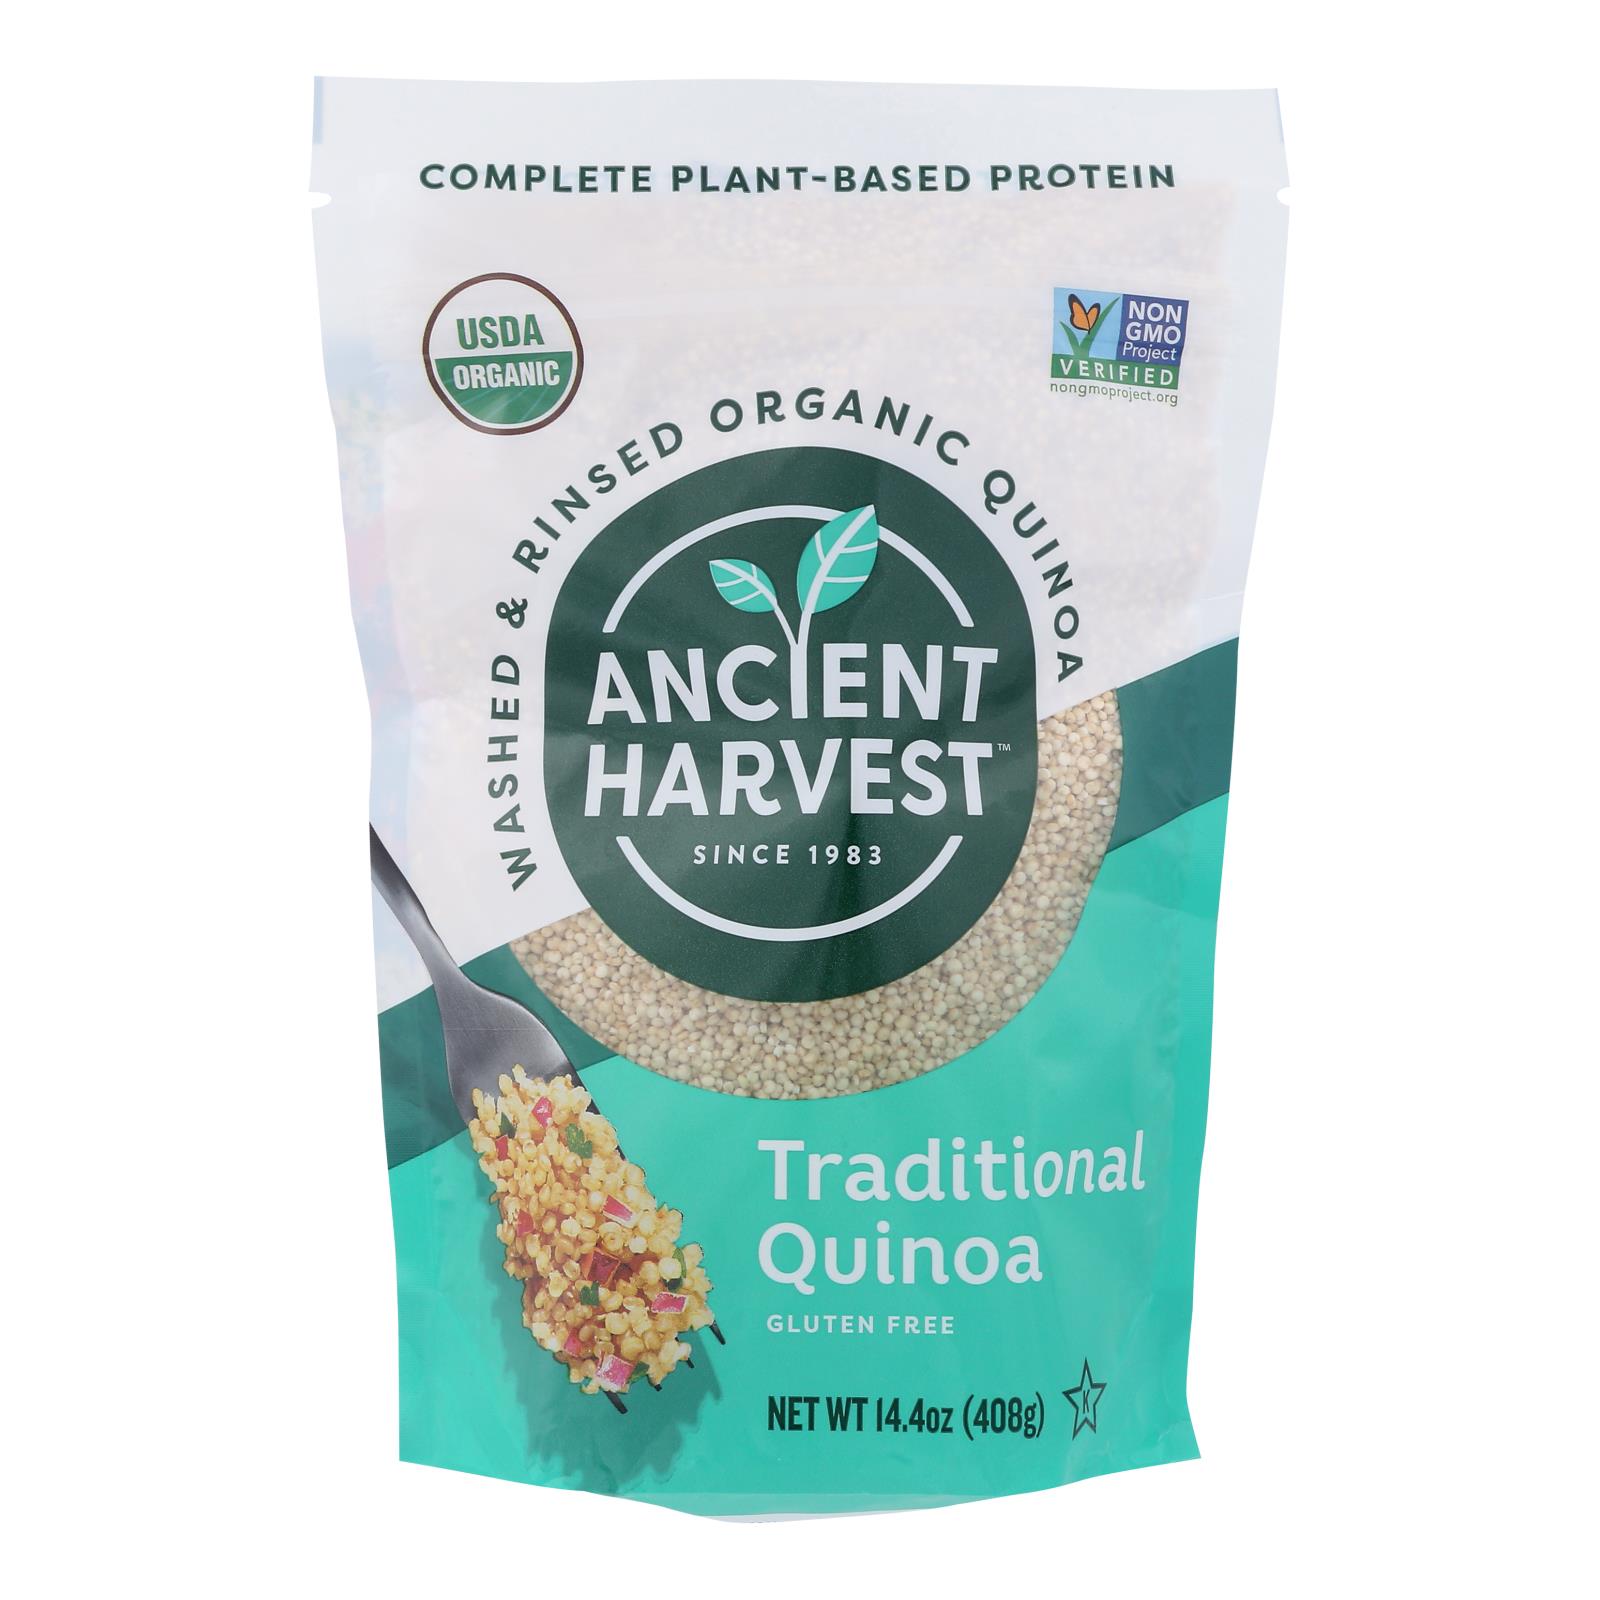 COMPLETE PLANT-BASED PROTEIN
USDA
ORGANIC
NON
GMO
Project
VERIFIED
nongmoproject.org
WASHED & RINSED ORGANIC QUINOA
ANCIENT
HARVEST™
SINCE 1983
Traditional
Quinoa
GLUTEN FREE
NET WT 14.4oz (408g)
K